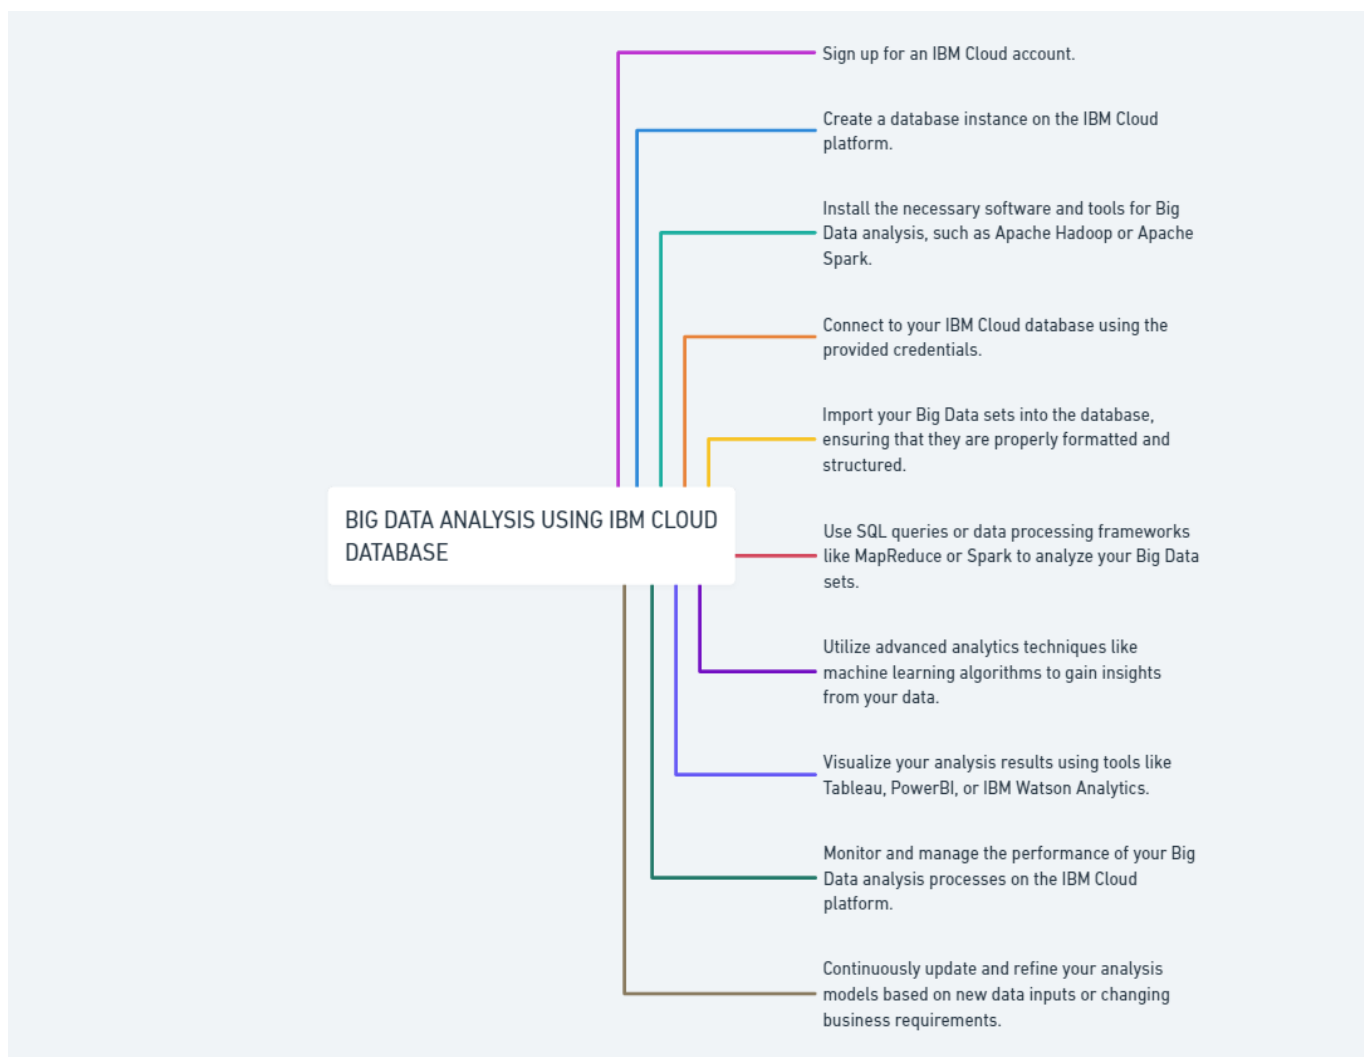 Sign up for an IBM Cloud account.
Create a database instance on the IBM Cloud
platform.
Install the necessary software and tools for Big
Data analysis, such as Apache Hadoop or Apache
Spark.
Connect to your IBM Cloud database using the
provided credentials.
Import your Big Data sets into the database,
ensuring that they are properly formatted and
structured.
BIG DATA ANALYSIS USING IBM CLOUD
DATABASE
Use SQL queries or data processing frameworks
like MapReduce or Spark to analyze your Big Data
sets.
Utilize advanced analytics techniques like
machine learning algorithms to gain insights
from your data.
Visualize your analysis results using tools like
Tableau, PowerBI, or IBM Watson Analytics.
Monitor and manage the performance of your Big
Data analysis processes on the IBM Cloud
platform.
Continuously update and refine your analysis
models based on new data inputs or changing
business requirements.